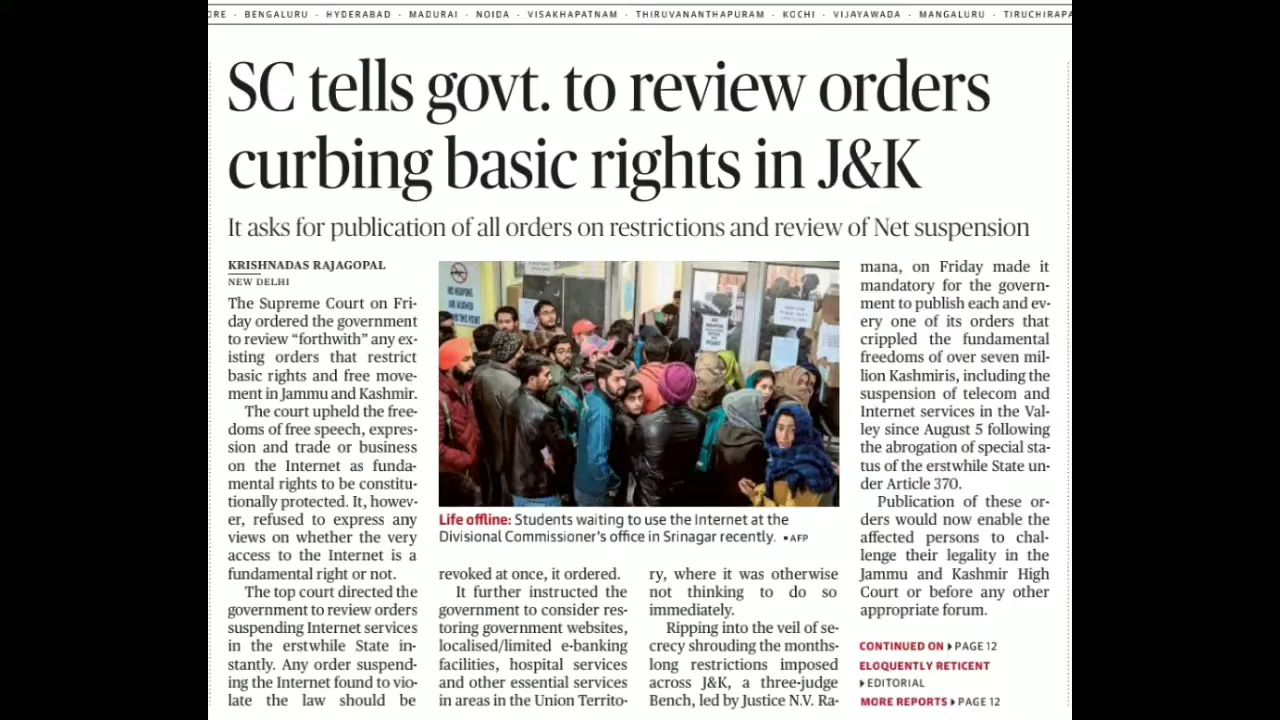 ORE · BENGALURU · HYDERABAD · MADURAI · NOIDA · VISAKHAPATNAM · THIRUVANANTHAPURAM · KOCHI · VIJAYAWADA · MANGALURU · TIRUCHIRAPA
SC tells govt. to review orders
curbing basic rights in J&K
It asks for publication of all orders on restrictions and review of Net suspension
KRISHNADAS RAJAGOPAL
NEW DELHI
The Supreme Court on Fri-
day ordered the government
to review “forthwith” any ex-
isting orders that restrict
basic rights and free move-
ment in Jammu and Kashmir.
The court upheld the free-
doms of free speech, expres-
sion and trade or business
on the Internet as funda-
mental rights to be constitu-
tionally protected. It, howev-
er, refused to express any
views on whether the very
access to the Internet is a
fundamental right or not.
The top court directed the
government to review orders
suspending Internet services
in the erstwhile State in-
stantly. Any order suspend-
ing the Internet found to vio-
late the law should be
NO WEAPONS
ARE ALLOWED
THIS POINT
Life offline: Students waiting to use the Internet at the
Divisional Commissioner’s office in Srinagar recently. ▪AFP
revoked at once, it ordered.
It further instructed the
government to consider res-
toring government websites,
localised/limited e-banking
facilities, hospital services
and other essential services
in areas in the Union Territo-
ry, where it was otherwise
not thinking to do so
immediately.
Ripping into the veil of se-
crecy shrouding the months-
long restrictions imposed
across J&K, a three-judge
Bench, led by Justice N.V. Ra-
mana, on Friday made it
mandatory for the govern-
ment to publish each and ev-
ery one of its orders that
crippled the fundamental
freedoms of over seven mil-
lion Kashmiris, including the
suspension of telecom and
Internet services in the Val-
ley since August 5 following
the abrogation of special sta-
tus of the erstwhile State un-
der Article 370.
Publication of these or-
ders would now enable the
affected persons to chal-
lenge their legality in the
Jammu and Kashmir High
Court or before any other
appropriate forum.
CONTINUED ON ▸ PAGE 12
ELOQUENTLY RETICENT
▸ EDITORIAL
MORE REPORTS ▸ PAGE 12